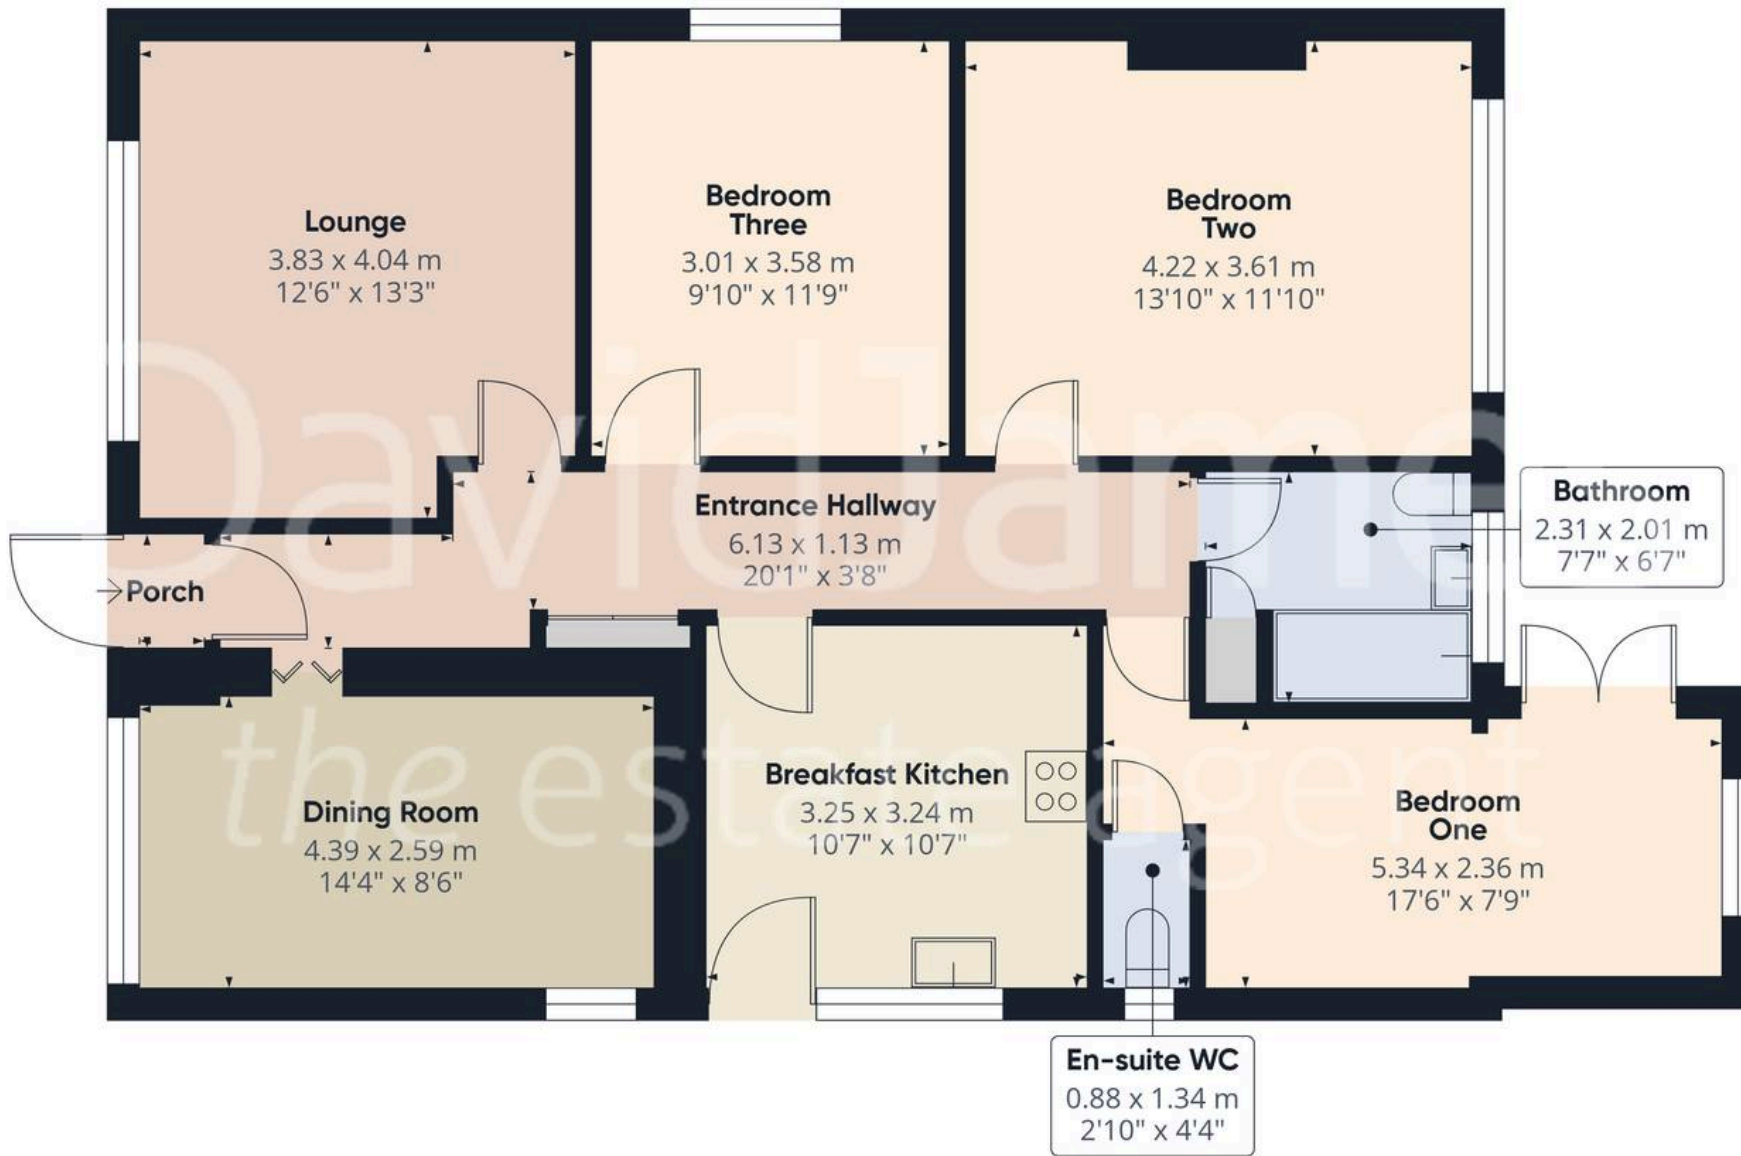 Lounge
3.83 x 4.04 m
12'6" x 13'3"
Bedroom
Three
3.01 x 3.58 m
9'10" x 11'9"
Bedroom
Two
4.22 x 3.61 m
13'10" x 11'10"
Entrance Hallway
6.13 x 1.13 m
20'1" x 3'8"
Bathroom
2.31 x 2.01 m
7'7" x 6'7"
Porch
Dining Room
4.39 x 2.59 m
14'4" x 8'6"
Breakfast Kitchen
3.25 x 3.24 m
10'7" x 10'7"
Bedroom
One
5.34 x 2.36 m
17'6" x 7'9"
En-suite WC
0.88 x 1.34 m
2'10" x 4'4"
DavidJame
the estate agent